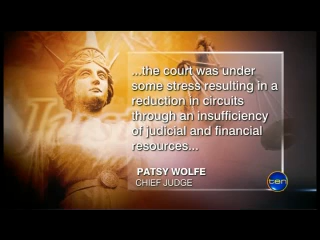 ...the court was under
some stress resulting in a
reduction in circuits
through an insufficiency
of judicial and financial
resources...
PATSY WOLFE
CHIEF JUDGE
ten